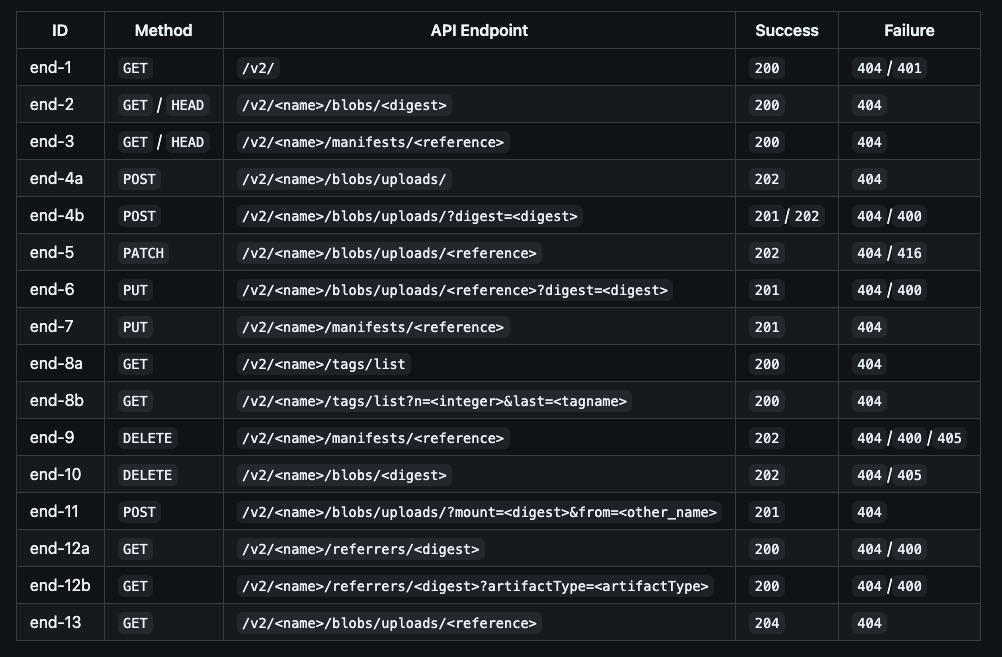 ID Method API Endpoint Success Failure
end-1 GET /v2/ 200 404 / 401
end-2 GET / HEAD /v2/<name>/blobs/<digest> 200 404
end-3 GET / HEAD /v2/<name>/manifests/<reference> 200 404
end-4a POST /v2/<name>/blobs/uploads/ 202 404
end-4b POST /v2/<name>/blobs/uploads/?digest=<digest> 201 / 202 404 / 400
end-5 PATCH /v2/<name>/blobs/uploads/<reference> 202 404 / 416
end-6 PUT /v2/<name>/blobs/uploads/<reference>?digest=<digest> 201 404 / 400
end-7 PUT /v2/<name>/manifests/<reference> 201 404
end-8a GET /v2/<name>/tags/list 200 404
end-8b GET /v2/<name>/tags/list?n=<integer>&last=<tagname> 200 404
end-9 DELETE /v2/<name>/manifests/<reference> 202 404 / 400 / 405
end-10 DELETE /v2/<name>/blobs/<digest> 202 404 / 405
end-11 POST /v2/<name>/blobs/uploads/?mount=<digest>&from=<other_name> 201 404
end-12a GET /v2/<name>/referrers/<digest> 200 404 / 400
end-12b GET /v2/<name>/referrers/<digest>?artifactType=<artifactType> 200 404 / 400
end-13 GET /v2/<name>/blobs/uploads/<reference> 204 404